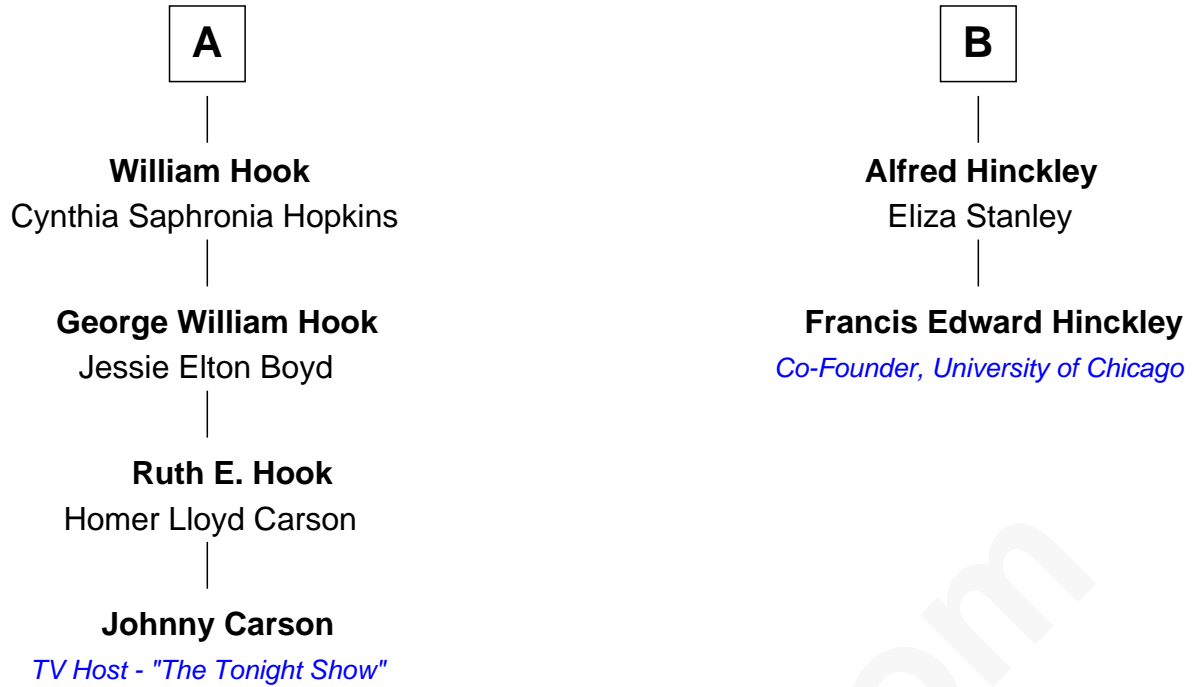 A
William Hook
Cynthia Saphronia Hopkins
George William Hook
Jessie Elton Boyd
Ruth E. Hook
Homer Lloyd Carson
Johnny Carson
TV Host - "The Tonight Show"
B
Alfred Hinckley
Eliza Stanley
Francis Edward Hinckley
Co-Founder, University of Chicago
om